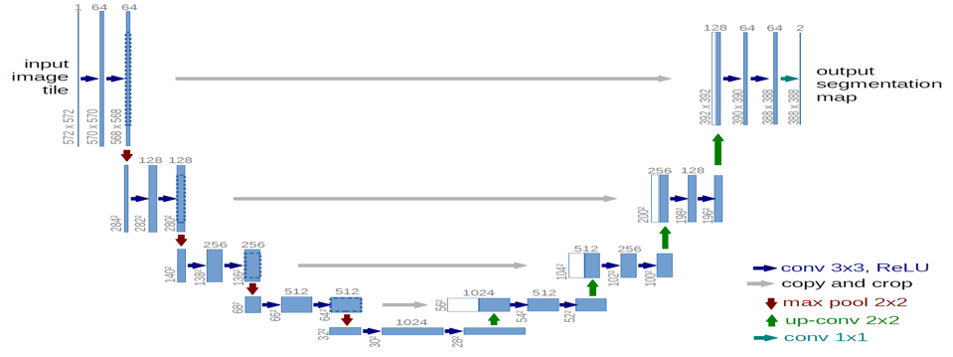 1 64 64
input
image
tile
572 x 572
570 x 570
568 x 568
128 64 64 2
output
segmentation
map
392 x 392
390 x 390
388 x 388
388 x 388
128 128
284²
282²
280²
256 128
200²
198²
196²
256 256
140²
138²
136²
512 256
104²
102²
100²
512 512
68²
66²
64²
1024 512
56²
54²
52²
1024
32²
30²
28²
conv 3x3, ReLU
copy and crop
max pool 2x2
up-conv 2x2
conv 1x1